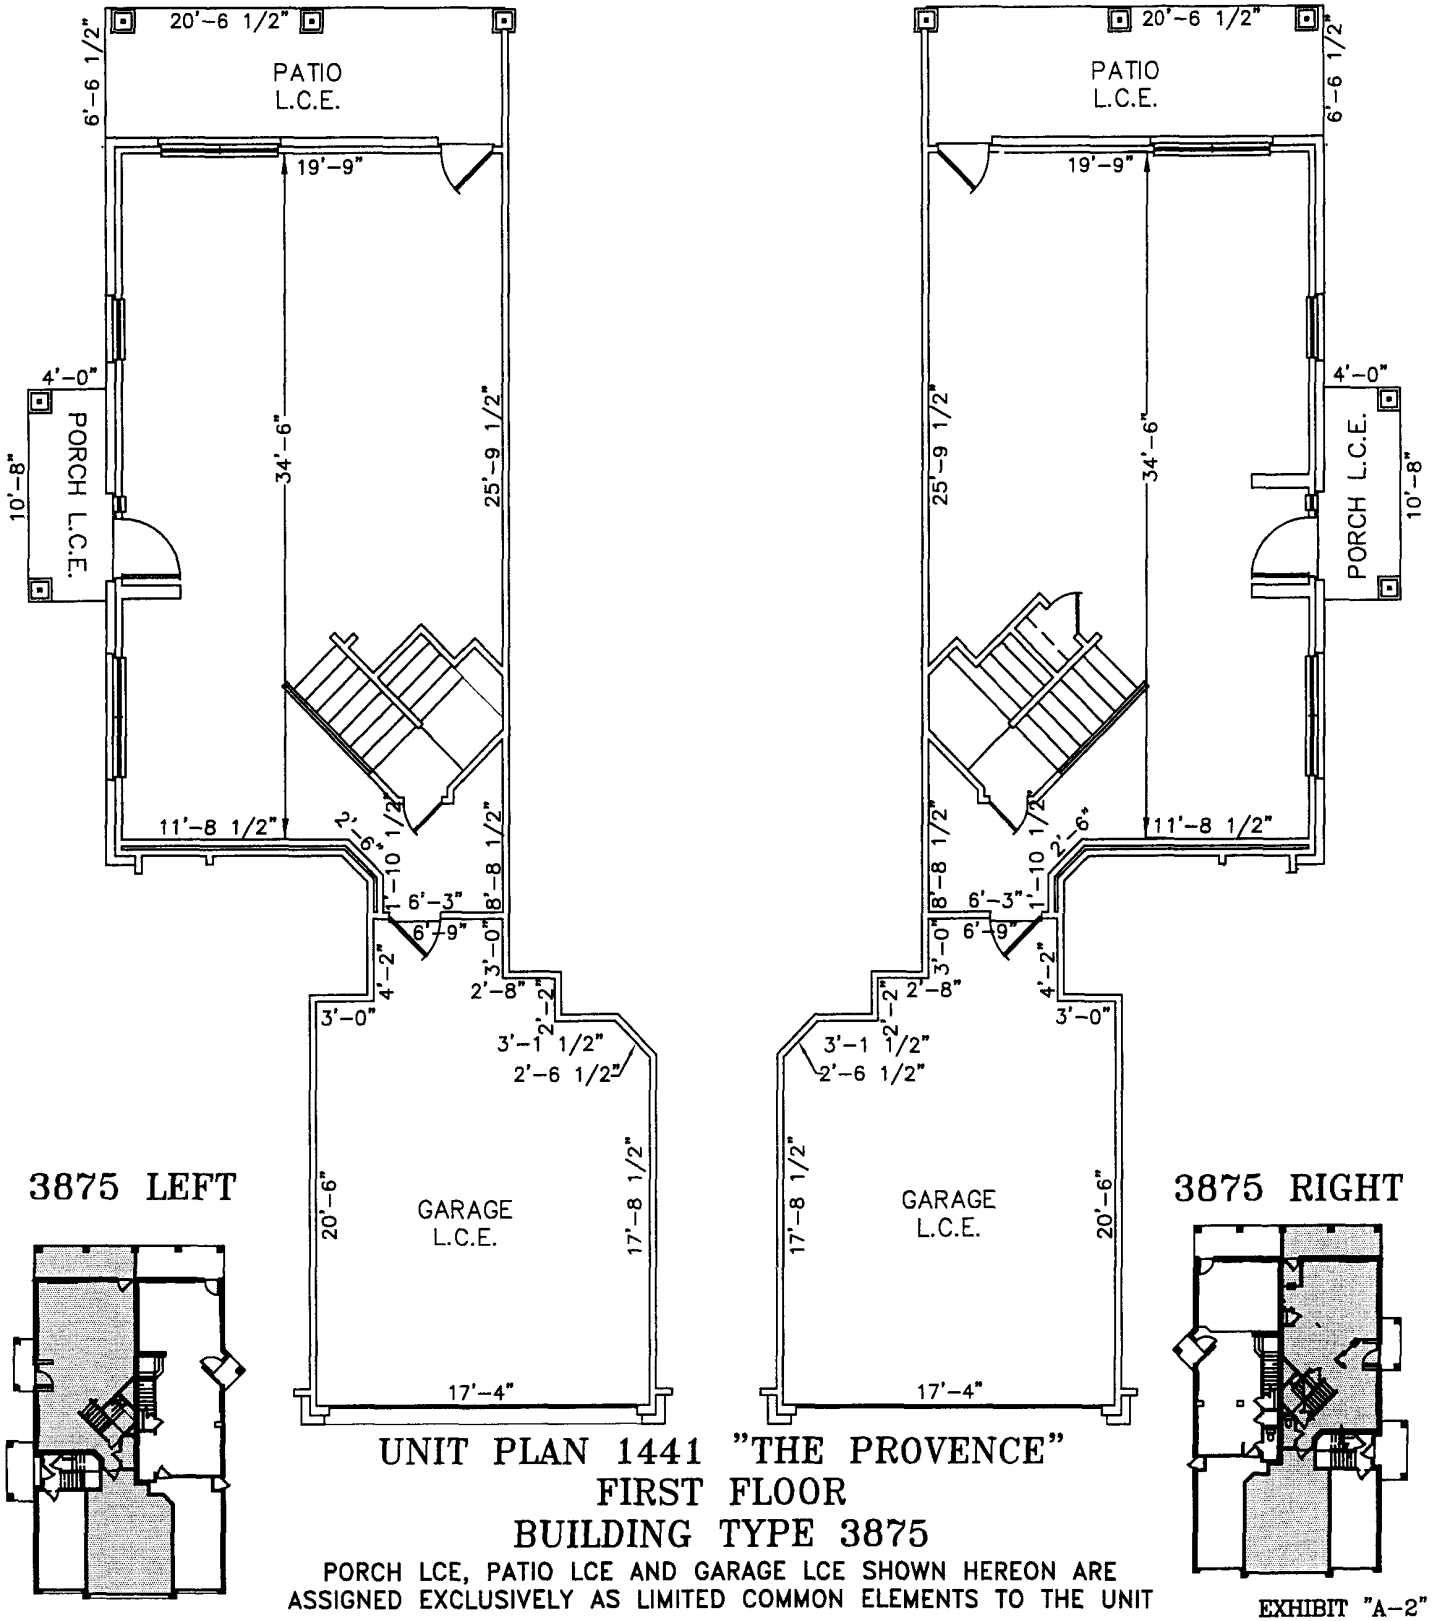 20'-6 1/2"
6'-6 1/2"
PATIO
L.C.E.
19'-9"
4'-0"
PORCH L.C.E.
10'-8"
34'-6"
25'-9 1/2"
11'-8 1/2"
2'-6"
1'-10 1/2"
8'-8 1/2"
6'-3"
6'-9"
3'-0"
4'-2"
2'-8"
2'-2"
3'-0"
3'-1 1/2"
2'-6 1/2"
20'-6"
17'-8 1/2"
GARAGE
L.C.E.
17'-4"
3875 LEFT
20'-6 1/2"
6'-6 1/2"
PATIO
L.C.E.
19'-9"
4'-0"
PORCH L.C.E.
10'-8"
25'-9 1/2"
34'-6"
11'-8 1/2"
2'-6"
1'-10 1/2"
8'-8 1/2"
6'-3"
6'-9"
3'-0"
4'-2"
2'-8"
2'-2"
3'-0"
3'-1 1/2"
2'-6 1/2"
17'-8 1/2"
20'-6"
GARAGE
L.C.E.
17'-4"
3875 RIGHT
UNIT PLAN 1441 "THE PROVENCE"
FIRST FLOOR
BUILDING TYPE 3875
PORCH LCE, PATIO LCE AND GARAGE LCE SHOWN HEREON ARE
ASSIGNED EXCLUSIVELY AS LIMITED COMMON ELEMENTS TO THE UNIT
EXHIBIT "A-2"